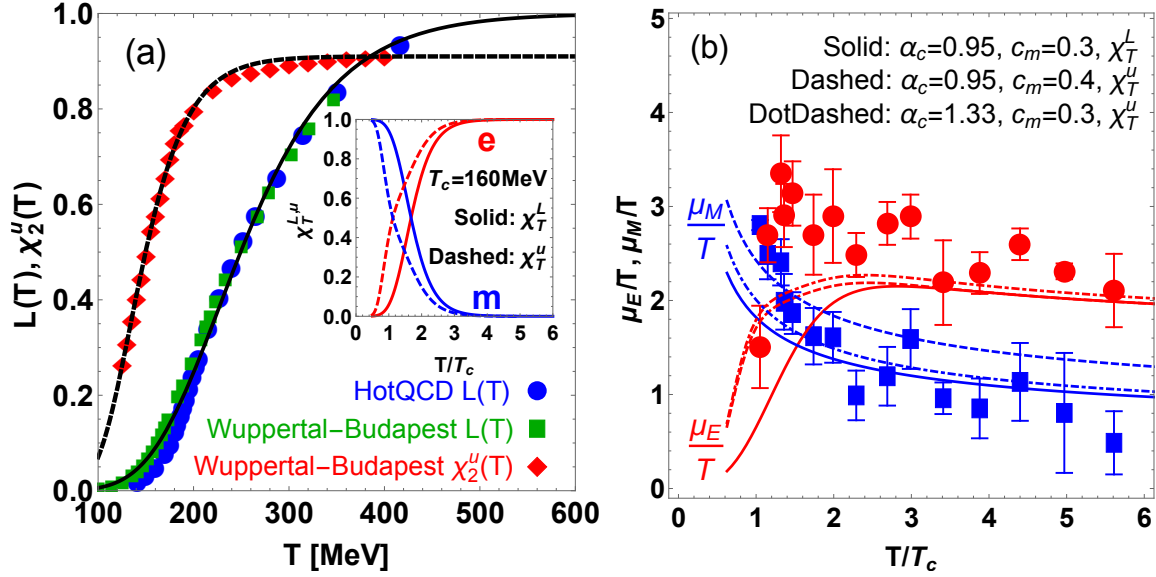 (a)
L(T), χ₂ᵘ(T)
1.0
0.8
0.6
0.4
0.2
0.0
100
200
300
400
500
600
T [MeV]
1.0
0.8
0.6
0.4
0.2
0.0
χ_T^{L,u}
e
T_c=160MeV
Solid: χ_T^L
Dashed: χ_T^u
m
0 1 2 3 4 5 6
T/T_c
HotQCD L(T)
Wuppertal-Budapest L(T)
Wuppertal-Budapest χ₂ᵘ(T)
(b)
Solid: α_c=0.95, c_m=0.3, χ_T^L
Dashed: α_c=0.95, c_m=0.4, χ_T^u
DotDashed: α_c=1.33, c_m=0.3, χ_T^u
μ_E/T, μ_M/T
5
4
3
2
1
0
μ_M
T
μ_E
T
0 1 2 3 4 5 6
T/T_c